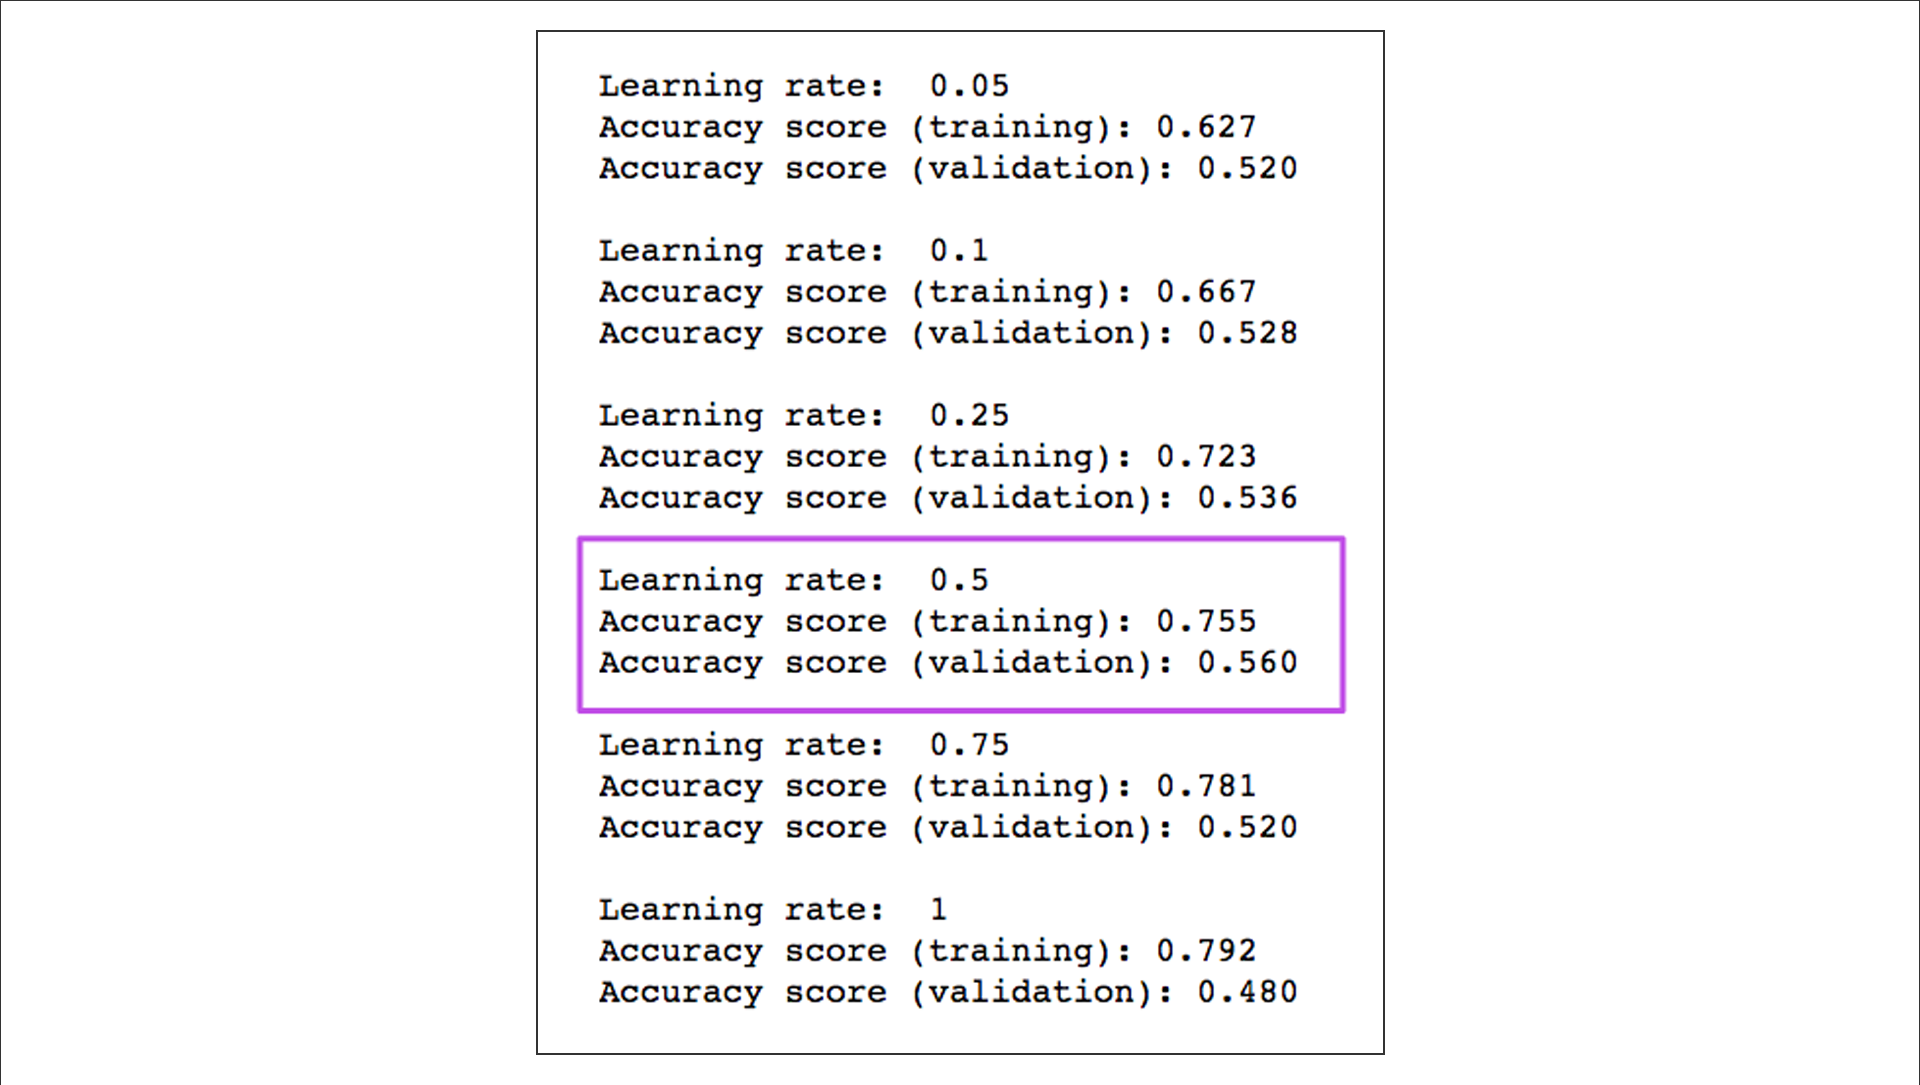 Learning rate:  0.05
Accuracy score (training): 0.627
Accuracy score (validation): 0.520
Learning rate:  0.1
Accuracy score (training): 0.667
Accuracy score (validation): 0.528
Learning rate:  0.25
Accuracy score (training): 0.723
Accuracy score (validation): 0.536
Learning rate:  0.5
Accuracy score (training): 0.755
Accuracy score (validation): 0.560
Learning rate:  0.75
Accuracy score (training): 0.781
Accuracy score (validation): 0.520
Learning rate:  1
Accuracy score (training): 0.792
Accuracy score (validation): 0.480